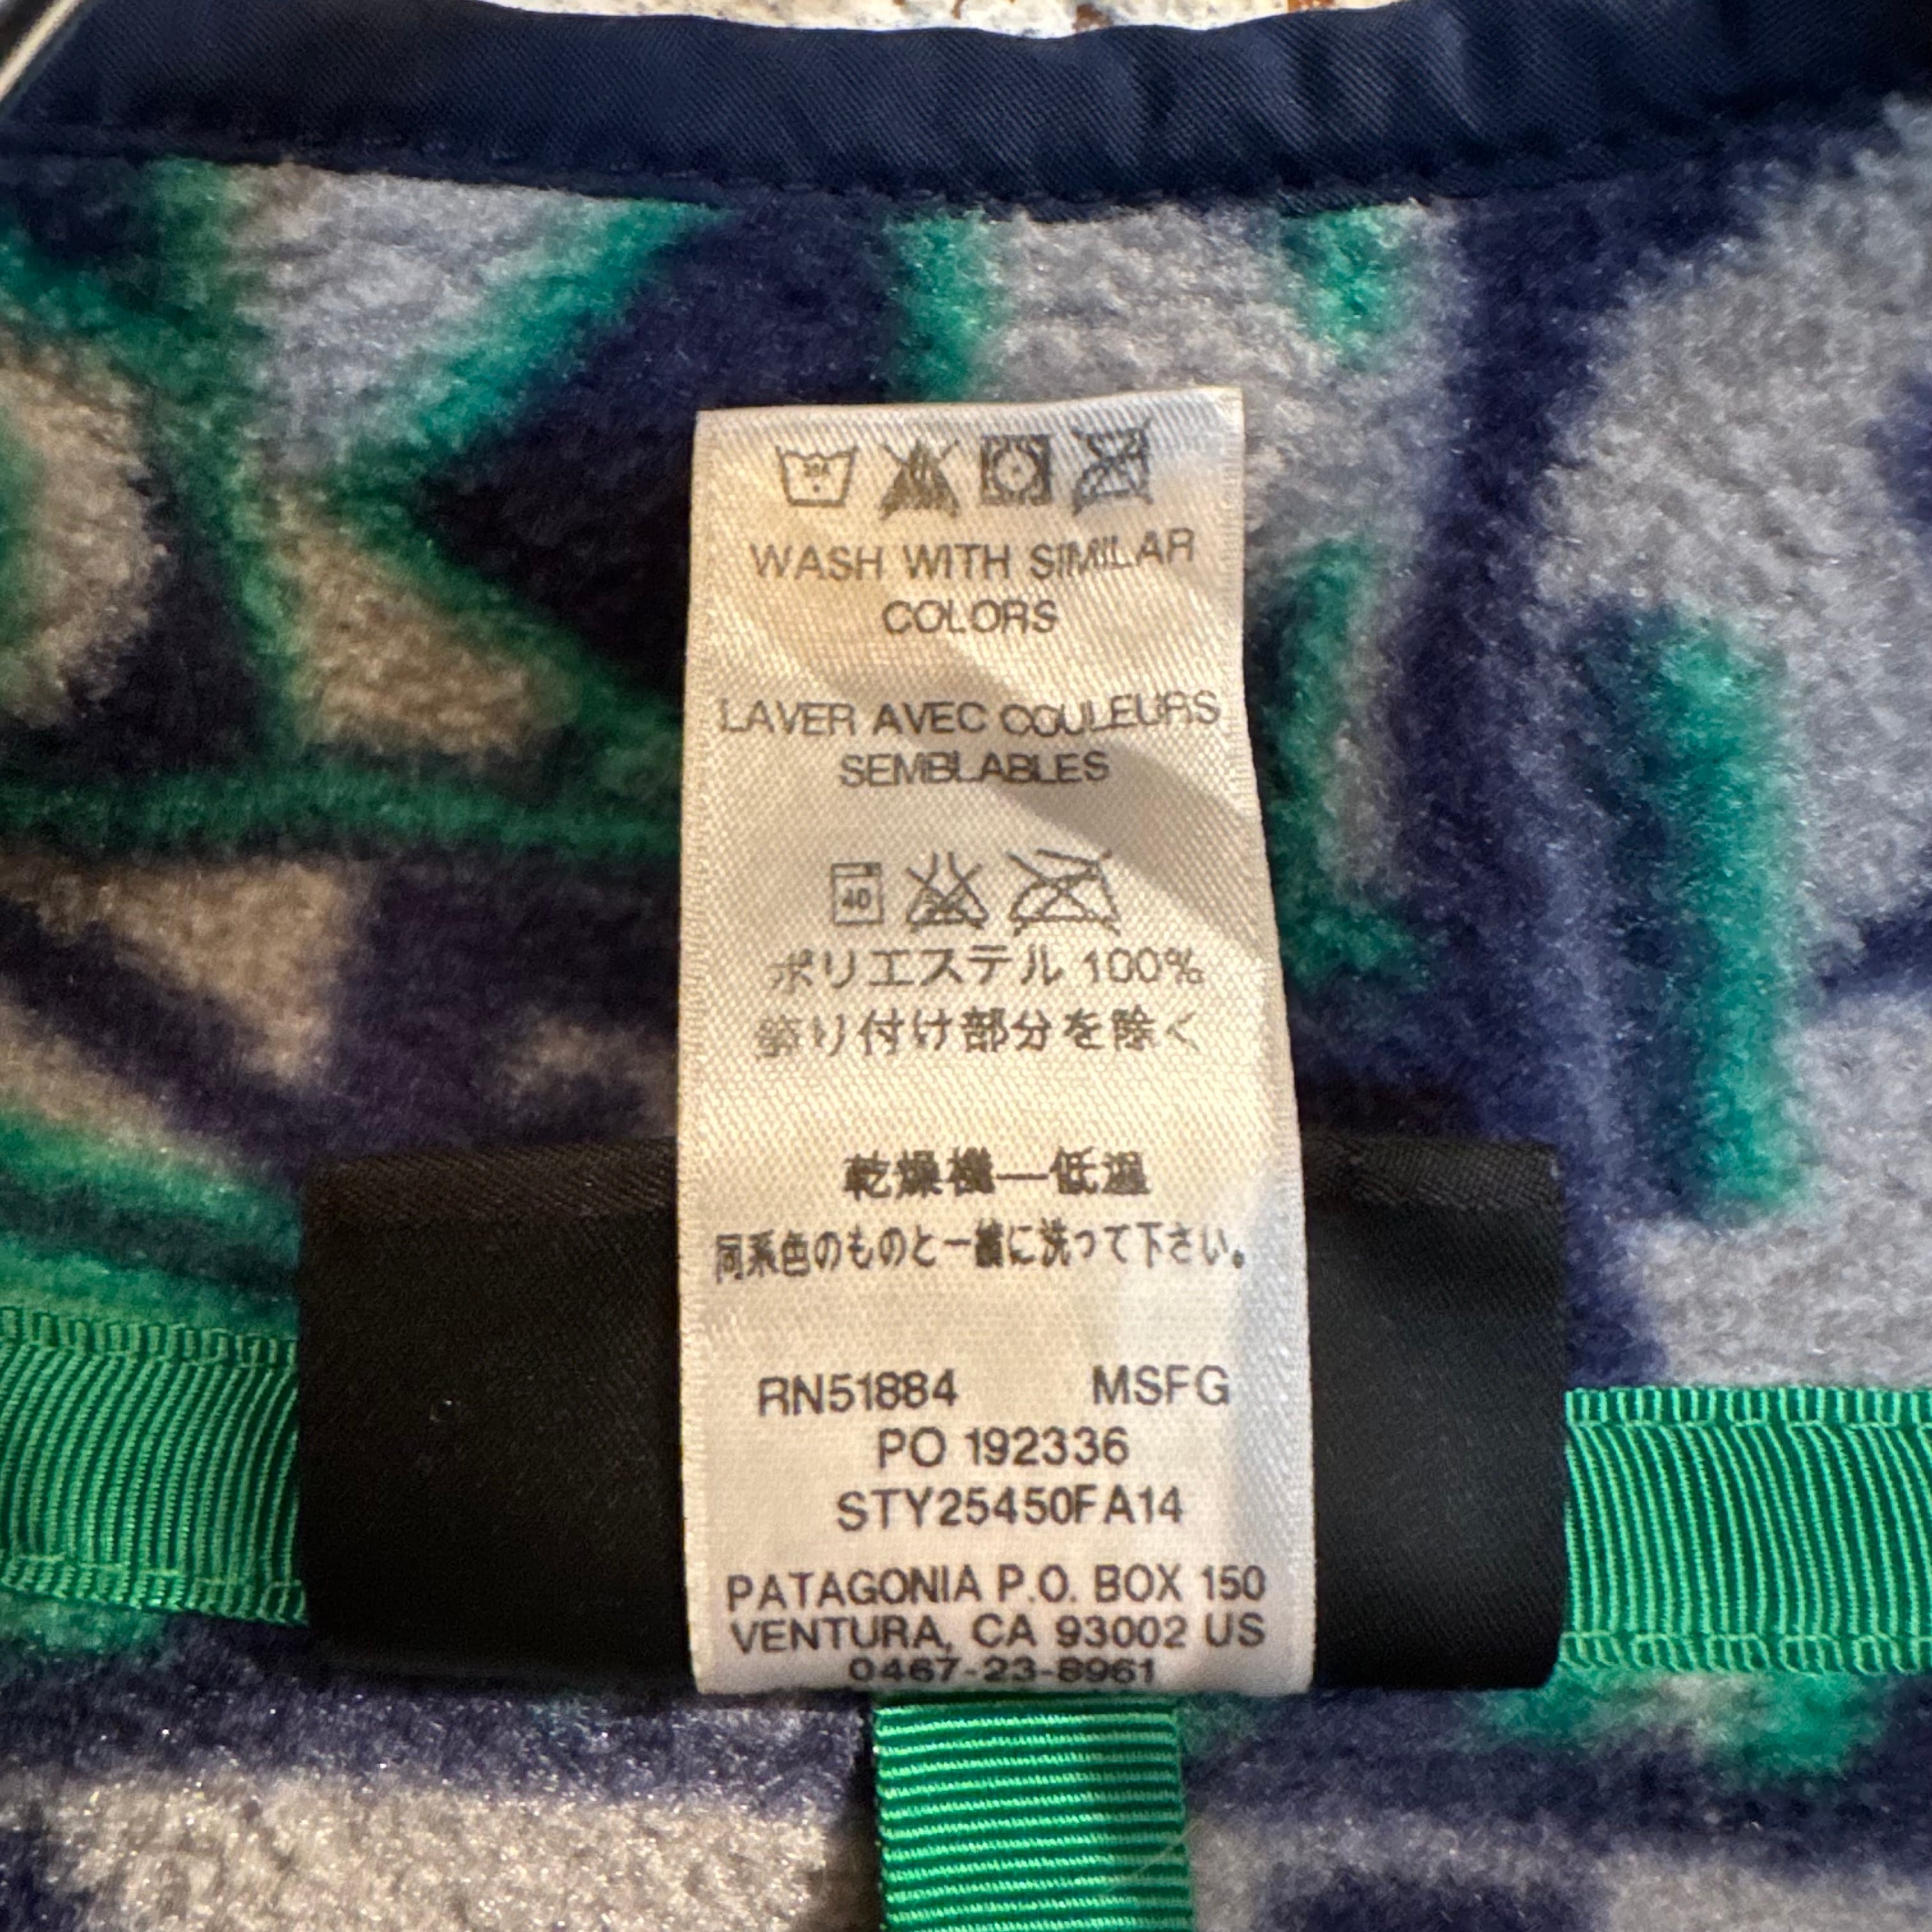 WASH WITH SIMILAR
COLORS
LAVER AVEC COULEURS
SEMBLABLES
40
ポリエステル 100%
飾り付け部分を除く
乾燥機—低温
同系色のものと一緒に洗って下さい。
RN51884 MSFG
PO 192336
STY25450FA14
PATAGONIA P.O. BOX 150
VENTURA, CA 93002 US
0467-23-8961